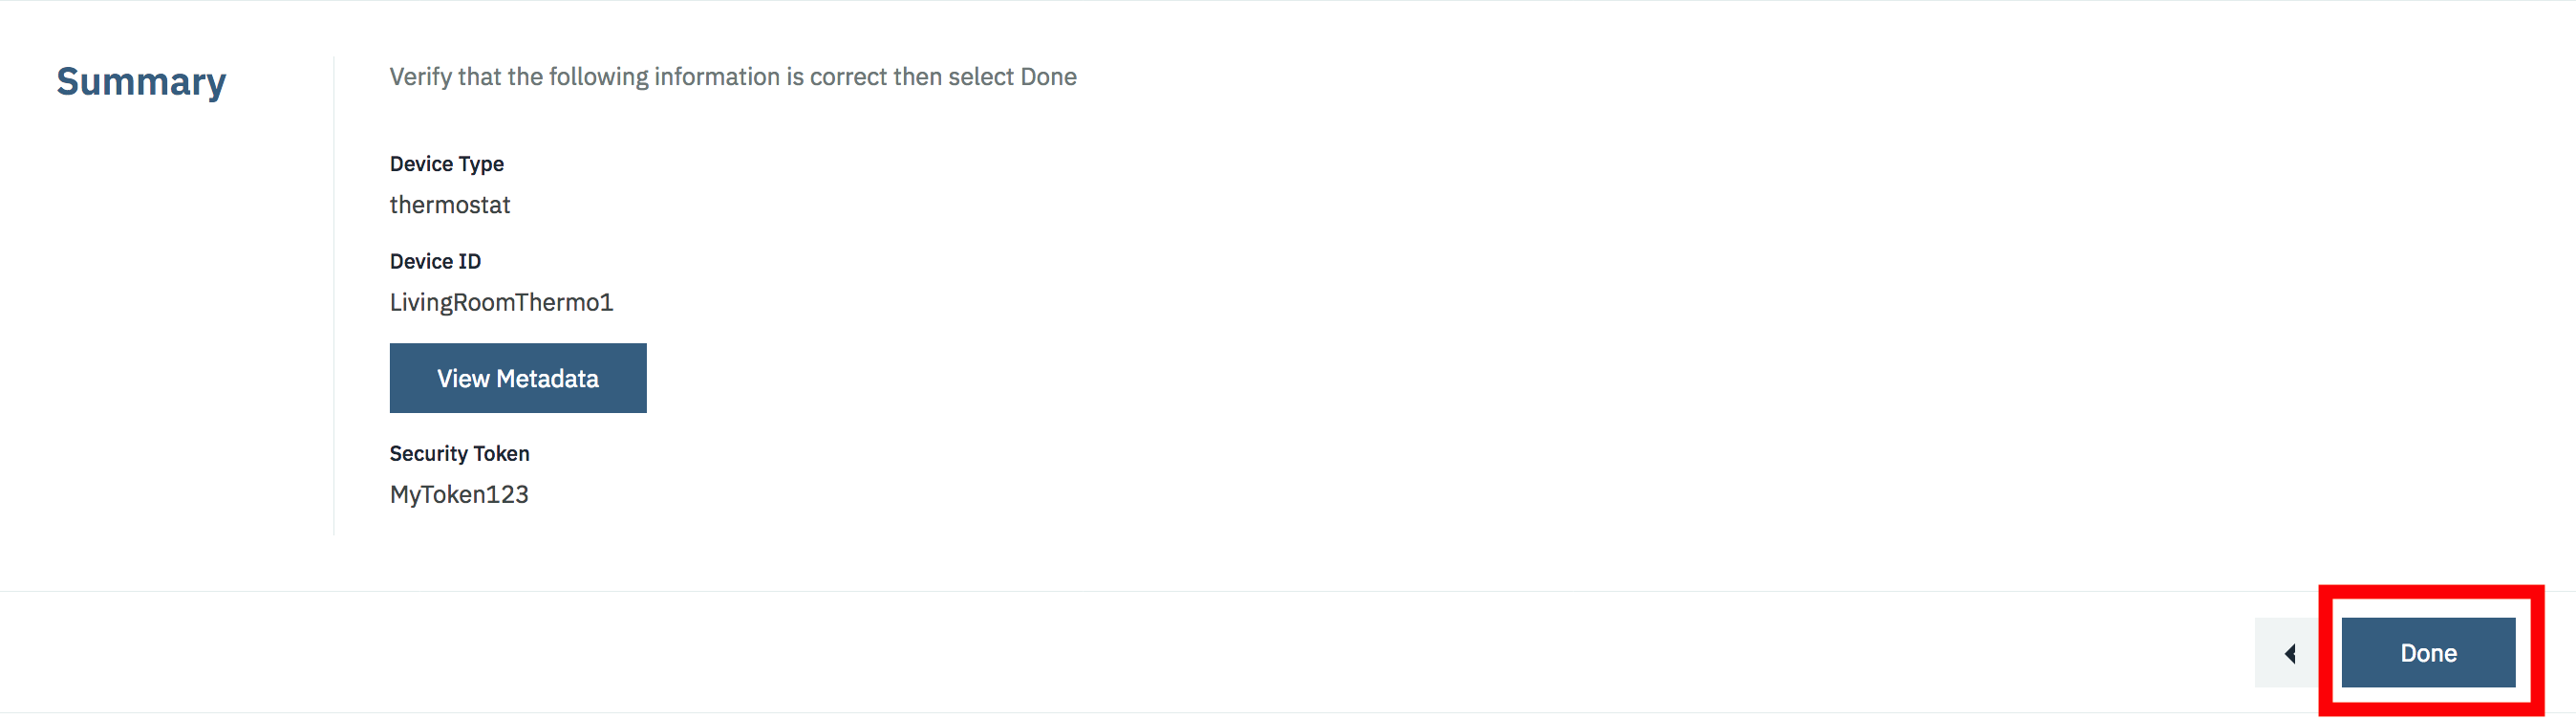 Summary
Verify that the following information is correct then select Done
Device Type
thermostat
Device ID
LivingRoomThermo1
View Metadata
Security Token
MyToken123
Done